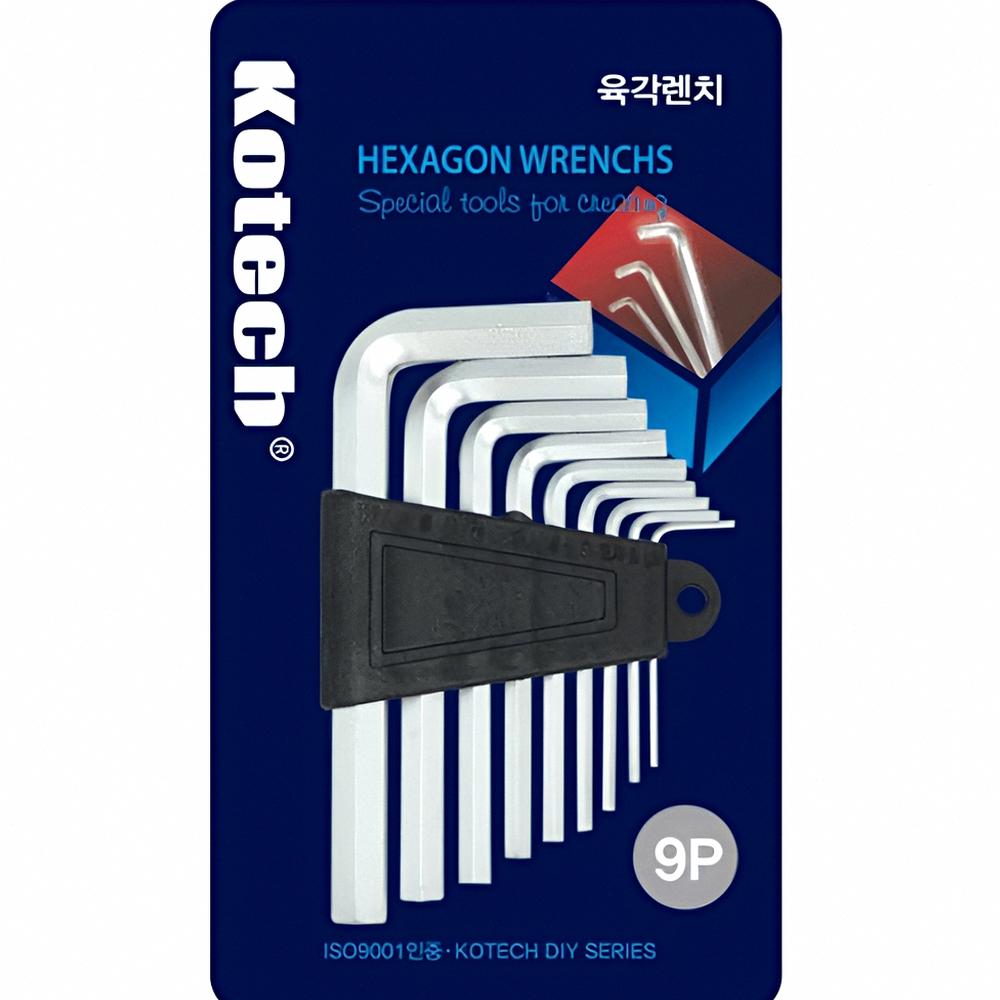 Kotech®
육각렌치
HEXAGON WRENCHS
Special tools for
9P
ISO9001인증·KOTECH DIY SERIES